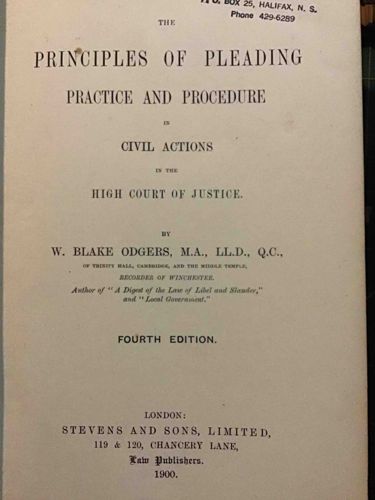 P. O. BOX 25, HALIFAX, N. S.
Phone 429-6289
THE
PRINCIPLES OF PLEADING
PRACTICE AND PROCEDURE
IN
CIVIL ACTIONS
IN THE
HIGH COURT OF JUSTICE.
BY
W. BLAKE ODGERS, M.A., LL.D., Q.C.,
OF TRINITY HALL, CAMBRIDGE, AND THE MIDDLE TEMPLE,
RECORDER OF WINCHESTER.
Author of "A Digest of the Law of Libel and Slander,"
and "Local Government."
FOURTH EDITION.
LONDON:
STEVENS AND SONS, LIMITED,
119 & 120, CHANCERY LANE,
Law Publishers.
1900.